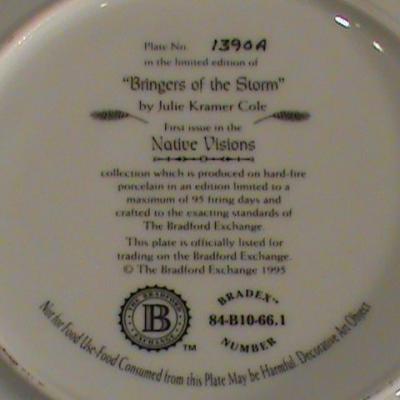 Plate No. 1390A
in the limited edition of
"Bringers of the Storm"
by Julie Kramer Cole
First issue in the
Native Visions
collection which is produced on hard-fire
porcelain in an edition limited to a
maximum of 95 firing days and
crafted to the exacting standards of
The Bradford Exchange.
This plate is officially listed for
trading on the Bradford Exchange.
© The Bradford Exchange 1995
THE BRADFORD
B
EXCHANGE
TM
BRADEX™
84-B10-66.1
NUMBER
Not for Food Use-Food Consumed from this Plate May be Harmful. Decorative Art Object